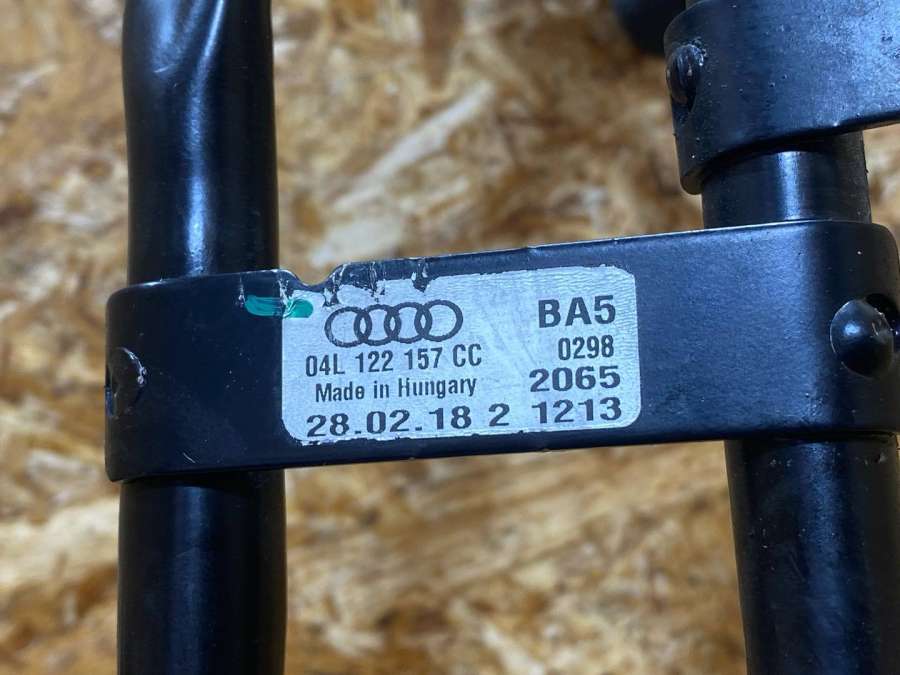 BA5
04L 122 157 CC 0298
Made in Hungary 2065
28.02.18 2 1213